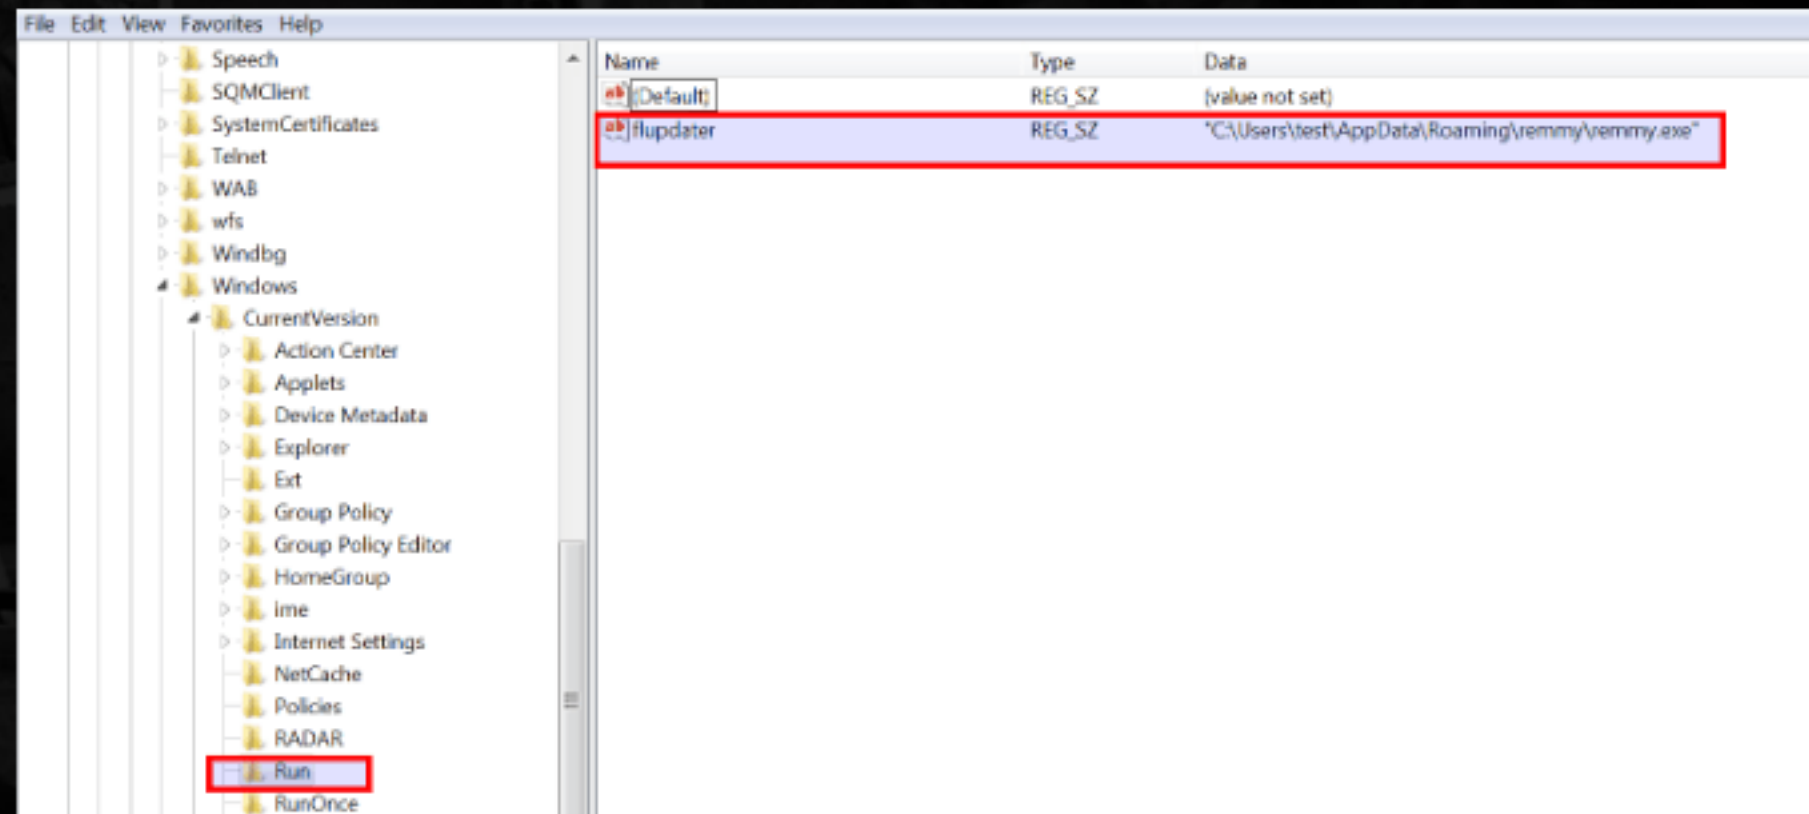 File Edit View Favorites Help
Speech
SQMClient
SystemCertificates
Telnet
WAB
wfs
Windbg
Windows
CurrentVersion
Action Center
Applets
Device Metadata
Explorer
Ext
Group Policy
Group Policy Editor
HomeGroup
ime
Internet Settings
NetCache
Policies
RADAR
Run
RunOnce
Name Type Data
ab (Default) REG_SZ (value not set)
ab flupdater REG_SZ "C:\Users\test\AppData\Roaming\remmy\remmy.exe"